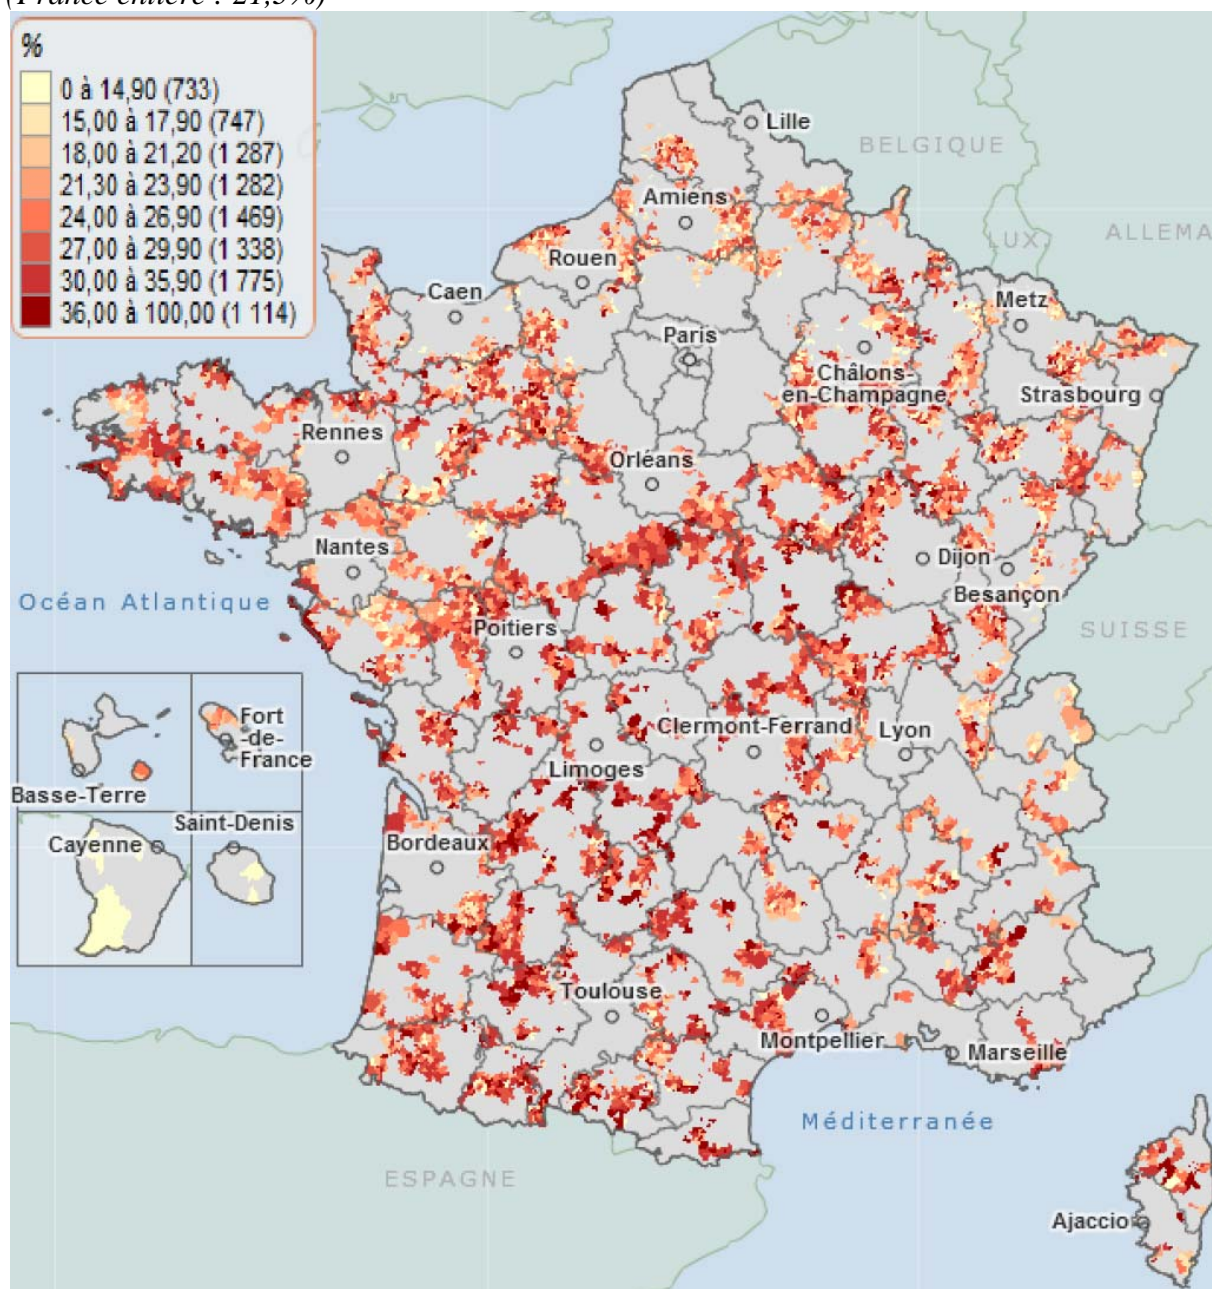 (France entière : 21,5%)
%
0 à 14,90 (733)
15,00 à 17,90 (747)
18,00 à 21,20 (1 287)
21,30 à 23,90 (1 282)
24,00 à 26,90 (1 469)
27,00 à 29,90 (1 338)
30,00 à 35,90 (1 775)
36,00 à 100,00 (1 114)
Lille
BELGIQUE
Amiens
LUX.
ALLEMA
Rouen
Caen
Metz
Paris
Châlons-
en-Champagne
Strasbourg
Rennes
Orléans
Nantes
Dijon
Besançon
Océan Atlantique
Poitiers
SUISSE
Fort
-de-
France
Clermont-Ferrand
Lyon
Limoges
Basse-Terre
Saint-Denis
Cayenne
Bordeaux
Toulouse
Montpellier
Marseille
Méditerranée
ESPAGNE
Ajaccio